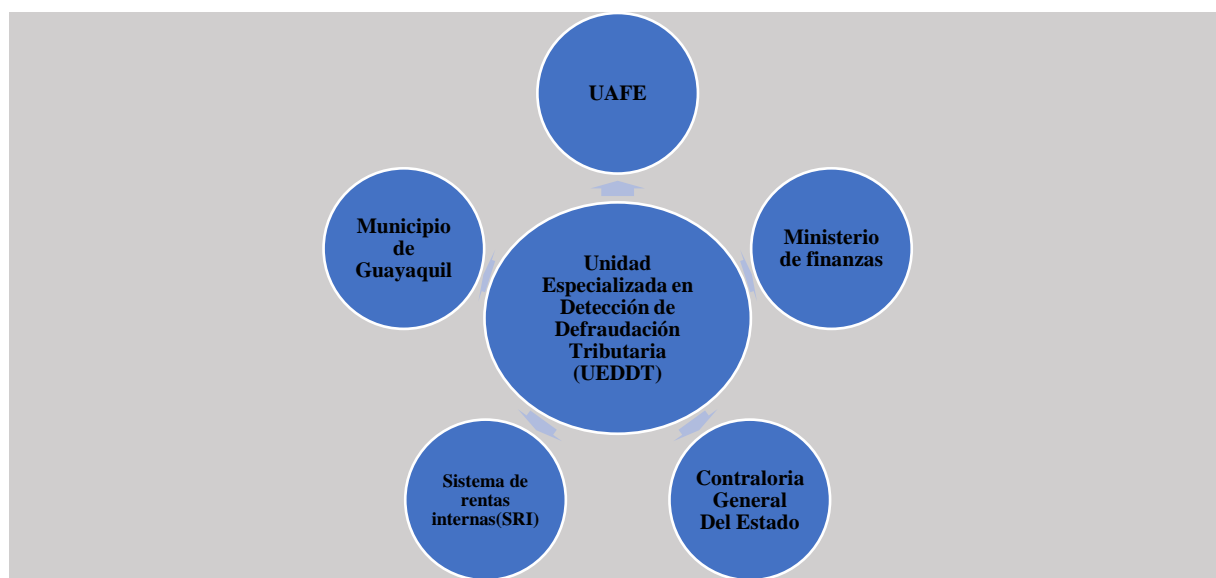 UAFE
Municipio
de
Guayaquil
Ministerio
de finanzas
Unidad
Especializada en
Detección de
Defraudación
Tributaria
(UEDDT)
Sistema de
rentas
internas(SRI)
Contraloria
General
Del Estado